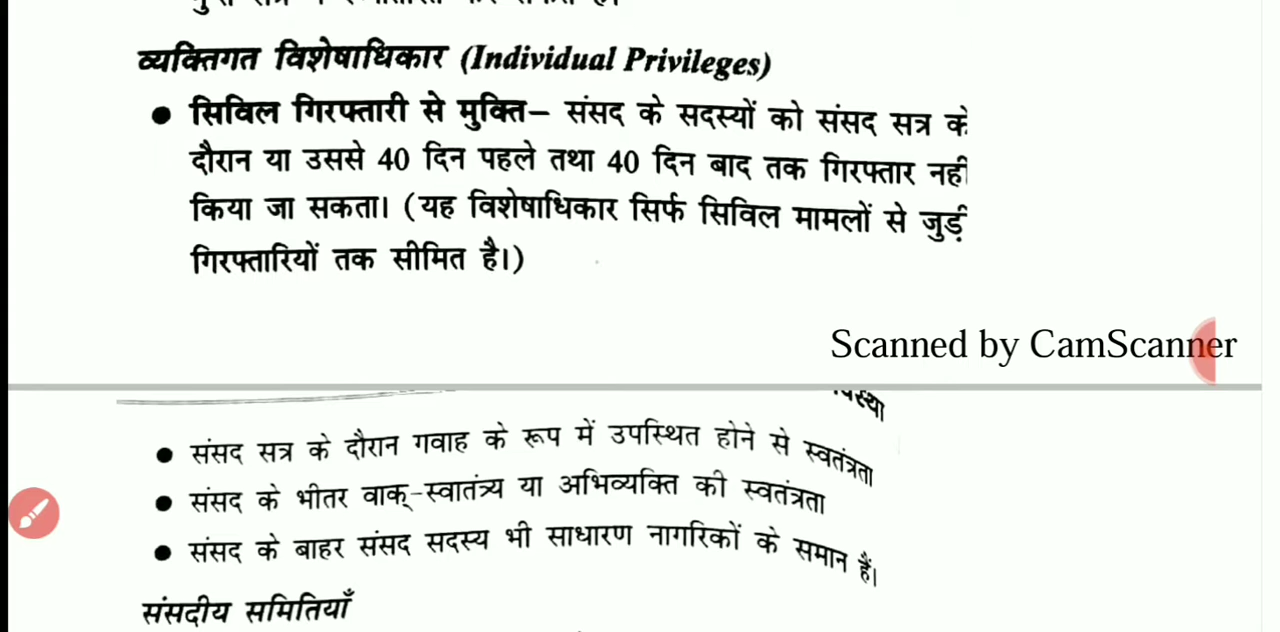 व्यक्तिगत विशेषाधिकार (Individual Privileges)
● सिविल गिरफ्तारी से मुक्ति– संसद के सदस्यों को संसद सत्र के
दौरान या उससे 40 दिन पहले तथा 40 दिन बाद तक गिरफ्तार नहीं
किया जा सकता। (यह विशेषाधिकार सिर्फ सिविल मामलों से जुड़ी
गिरफ्तारियों तक सीमित है।)
Scanned by CamScanner
● संसद सत्र के दौरान गवाह के रूप में उपस्थित होने से स्वतंत्रता
● संसद के भीतर वाक्-स्वातंत्र्य या अभिव्यक्ति की स्वतंत्रता
● संसद के बाहर संसद सदस्य भी साधारण नागरिकों के समान हैं।
संसदीय समितियाँ